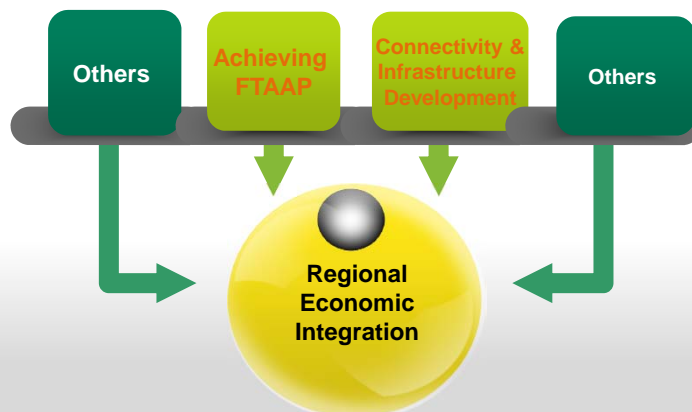 Others
Achieving
FTAAP
Connectivity &
Infrastructure
Development
Others
Regional
Economic
Integration